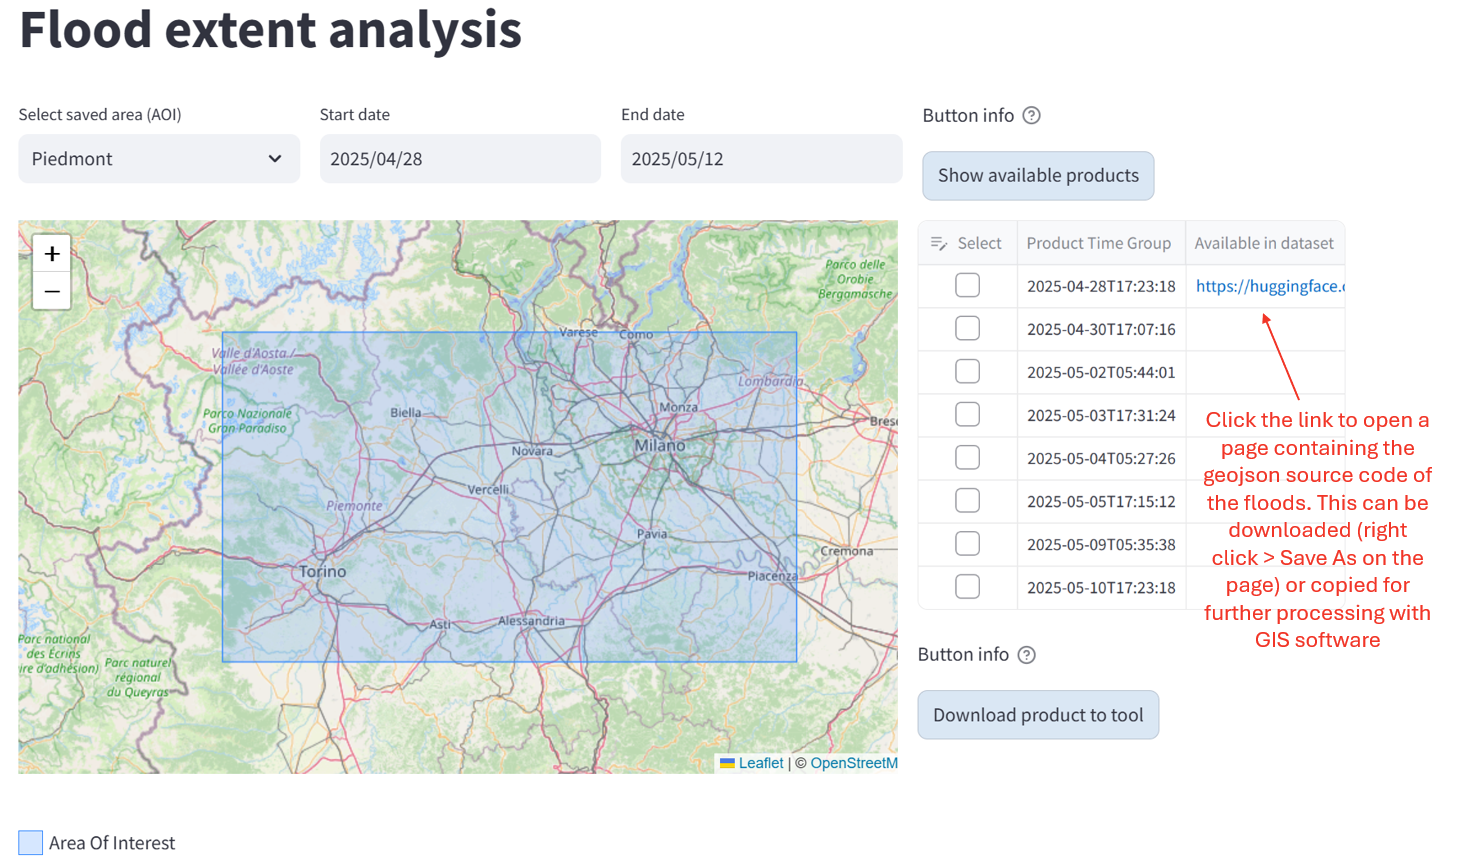 Flood extent analysis
Select saved area (AOI)
Start date
End date
Button info
Piedmont
2025/04/28
2025/05/12
Show available products
+
−
Select
Product Time Group
Available in dataset
2025-04-28T17:23:18
https://huggingface.c
2025-04-30T17:07:16
2025-05-02T05:44:01
2025-05-03T17:31:24
2025-05-04T05:27:26
2025-05-05T17:15:12
2025-05-09T05:35:38
2025-05-10T17:23:18
Click the link to open a
page containing the
geojson source code of
the floods. This can be
downloaded (right
click > Save As on the
page) or copied for
further processing with
GIS software
Parco delle
Orobie
Bergamasche
Varese
Como
Valle d'Aosta /
Vallée d'Aoste
Lombardia
Parco Nazionale
Gran Paradiso
Biella
Monza
Bres
Milano
Novara
Vercelli
Piemonte
Pavia
Cremona
Torino
Piacenza
Asti
Alessandria
Parc national
des Écrins
ire d'adhésion)
Parc naturel
régional
du Queyras
Leaflet | © OpenStreetM
Button info
Download product to tool
Area Of Interest